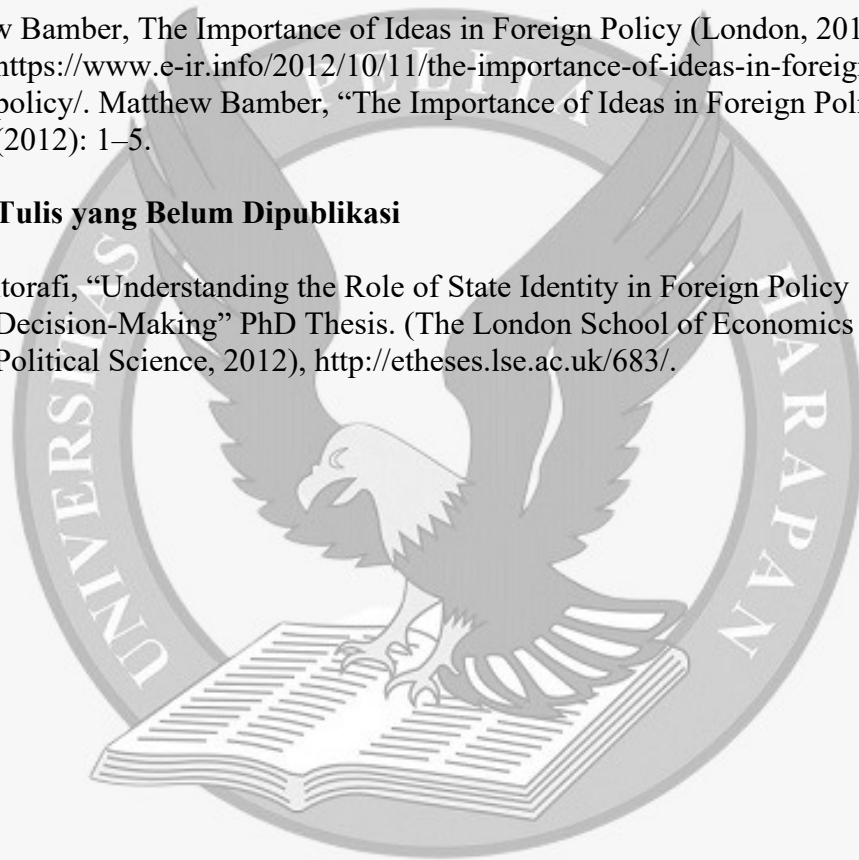 w Bamber, The Importance of Ideas in Foreign Policy (London, 201
https://www.e-ir.info/2012/10/11/the-importance-of-ideas-in-foreign
policy/. Matthew Bamber, “The Importance of Ideas in Foreign Poli
(2012): 1–5.
Tulis yang Belum Dipublikasi
torafi, “Understanding the Role of State Identity in Foreign Policy
Decision-Making” PhD Thesis. (The London School of Economics
Political Science, 2012), http://etheses.lse.ac.uk/683/.
UNIVERSITAS PELITA HARAPAN